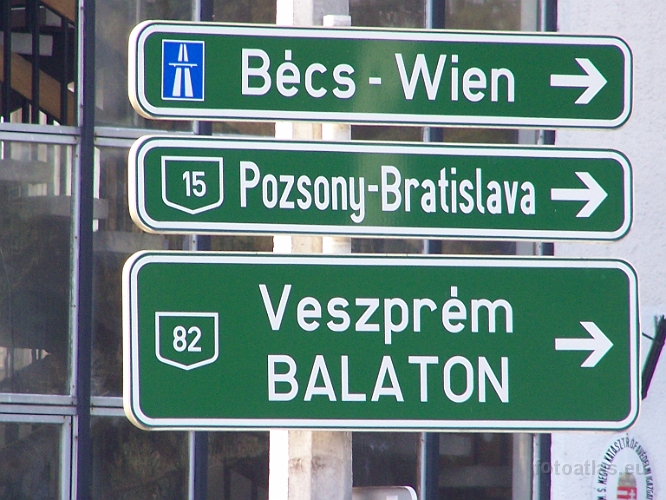 Bécs - Wien
15 Pozsony-Bratislava
82 Veszprém
BALATON
fotoatlas.eu